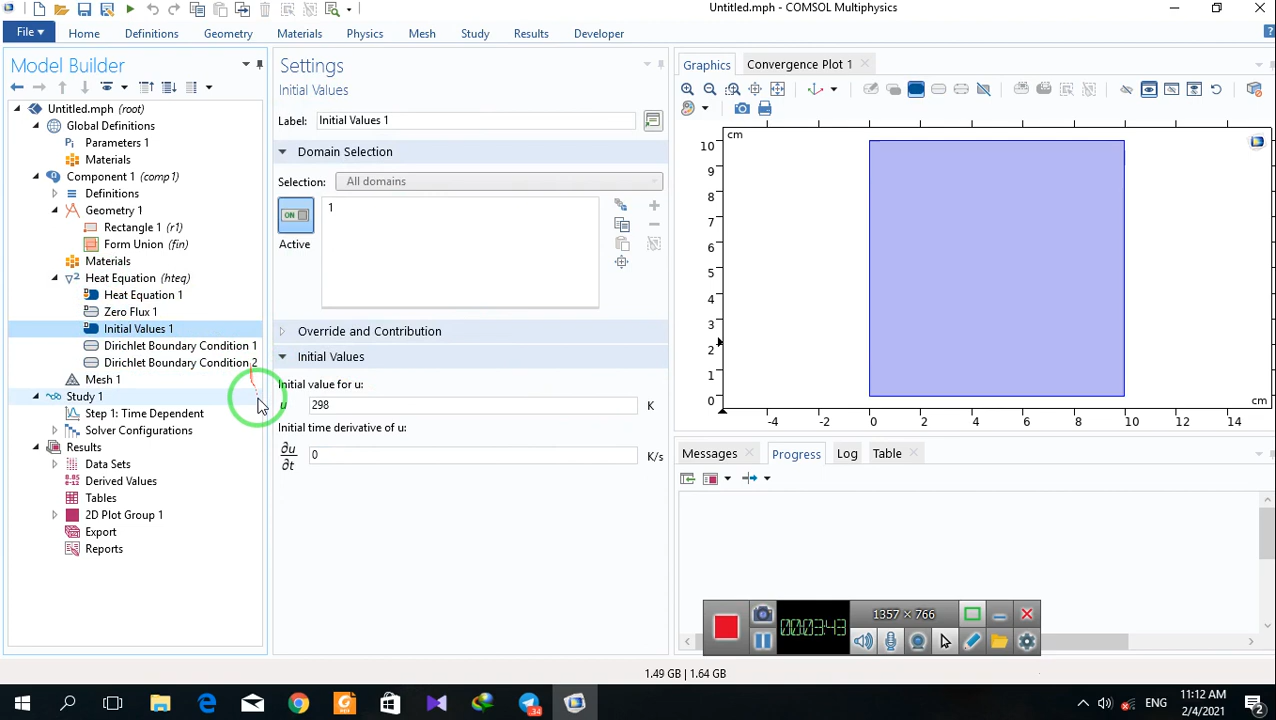 Untitled.mph - COMSOL Multiphysics
File
Home
Definitions
Geometry
Materials
Physics
Mesh
Study
Results
Developer
Model Builder
Untitled.mph (root)
Global Definitions
Pi Parameters 1
Materials
Component 1 (comp1)
Definitions
Geometry 1
Rectangle 1 (r1)
Form Union (fin)
Materials
Heat Equation (hteq)
Heat Equation 1
Zero Flux 1
Initial Values 1
Dirichlet Boundary Condition 1
Dirichlet Boundary Condition 2
Mesh 1
Study 1
Step 1: Time Dependent
Solver Configurations
Results
Data Sets
Derived Values
Tables
2D Plot Group 1
Export
Reports
Settings
Initial Values
Label: Initial Values 1
Domain Selection
Selection: All domains
ON
Active
1
Override and Contribution
Initial Values
Initial value for u:
u 298 K
Initial time derivative of u:
∂u
∂t
0 K/s
Graphics
Convergence Plot 1
cm
10
9
8
7
6
5
4
3
2
1
0
cm
-4 -2 0 2 4 6 8 10 12 14
Messages
Progress
Log
Table
1357 × 766
00:03:43
1.49 GB | 1.64 GB
34
ENG
11:12 AM
2/4/2021
2